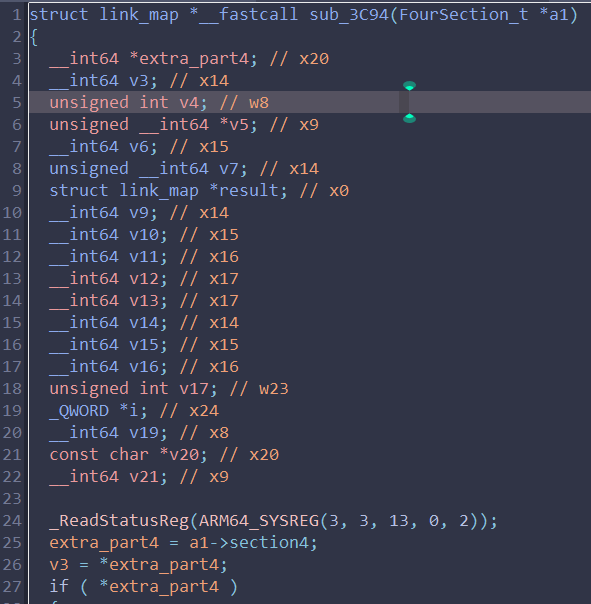 1 struct link_map *__fastcall sub_3C94(FourSection_t *a1)
2 {
3 __int64 *extra_part4; // x20
4 __int64 v3; // x14
5 unsigned int v4; // w8
6 unsigned __int64 *v5; // x9
7 __int64 v6; // x15
8 unsigned __int64 v7; // x14
9 struct link_map *result; // x0
10 __int64 v9; // x14
11 __int64 v10; // x15
12 __int64 v11; // x16
13 __int64 v12; // x17
14 __int64 v13; // x17
15 __int64 v14; // x14
16 __int64 v15; // x15
17 __int64 v16; // x16
18 unsigned int v17; // w23
19 _QWORD *i; // x24
20 __int64 v19; // x8
21 const char *v20; // x20
22 __int64 v21; // x9
23
24 _ReadStatusReg(ARM64_SYSREG(3, 3, 13, 0, 2));
25 extra_part4 = a1->section4;
26 v3 = *extra_part4;
27 if ( *extra_part4 )